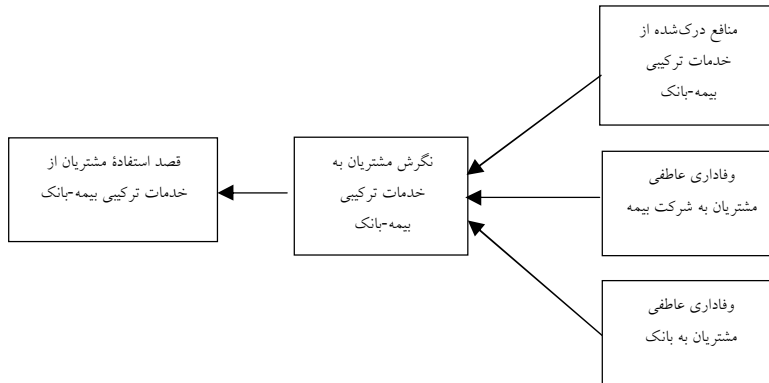 منافع درک‌شده از
خدمات ترکیبی
بیمه-بانک
وفاداری عاطفی
مشتریان به شرکت بیمه
وفاداری عاطفی
مشتریان به بانک
نگرش مشتریان به
خدمات ترکیبی
بیمه-بانک
قصد استفادهٔ مشتریان از
خدمات ترکیبی بیمه-بانک